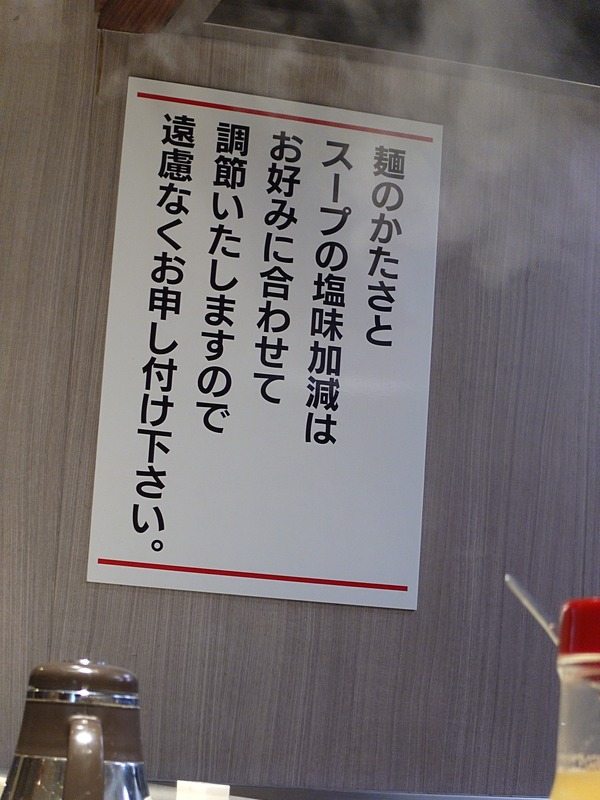 麺のかたさと
スープの塩味加減は
お好みに合わせて
調節いたしますので
遠慮なくお申し付け下さい。